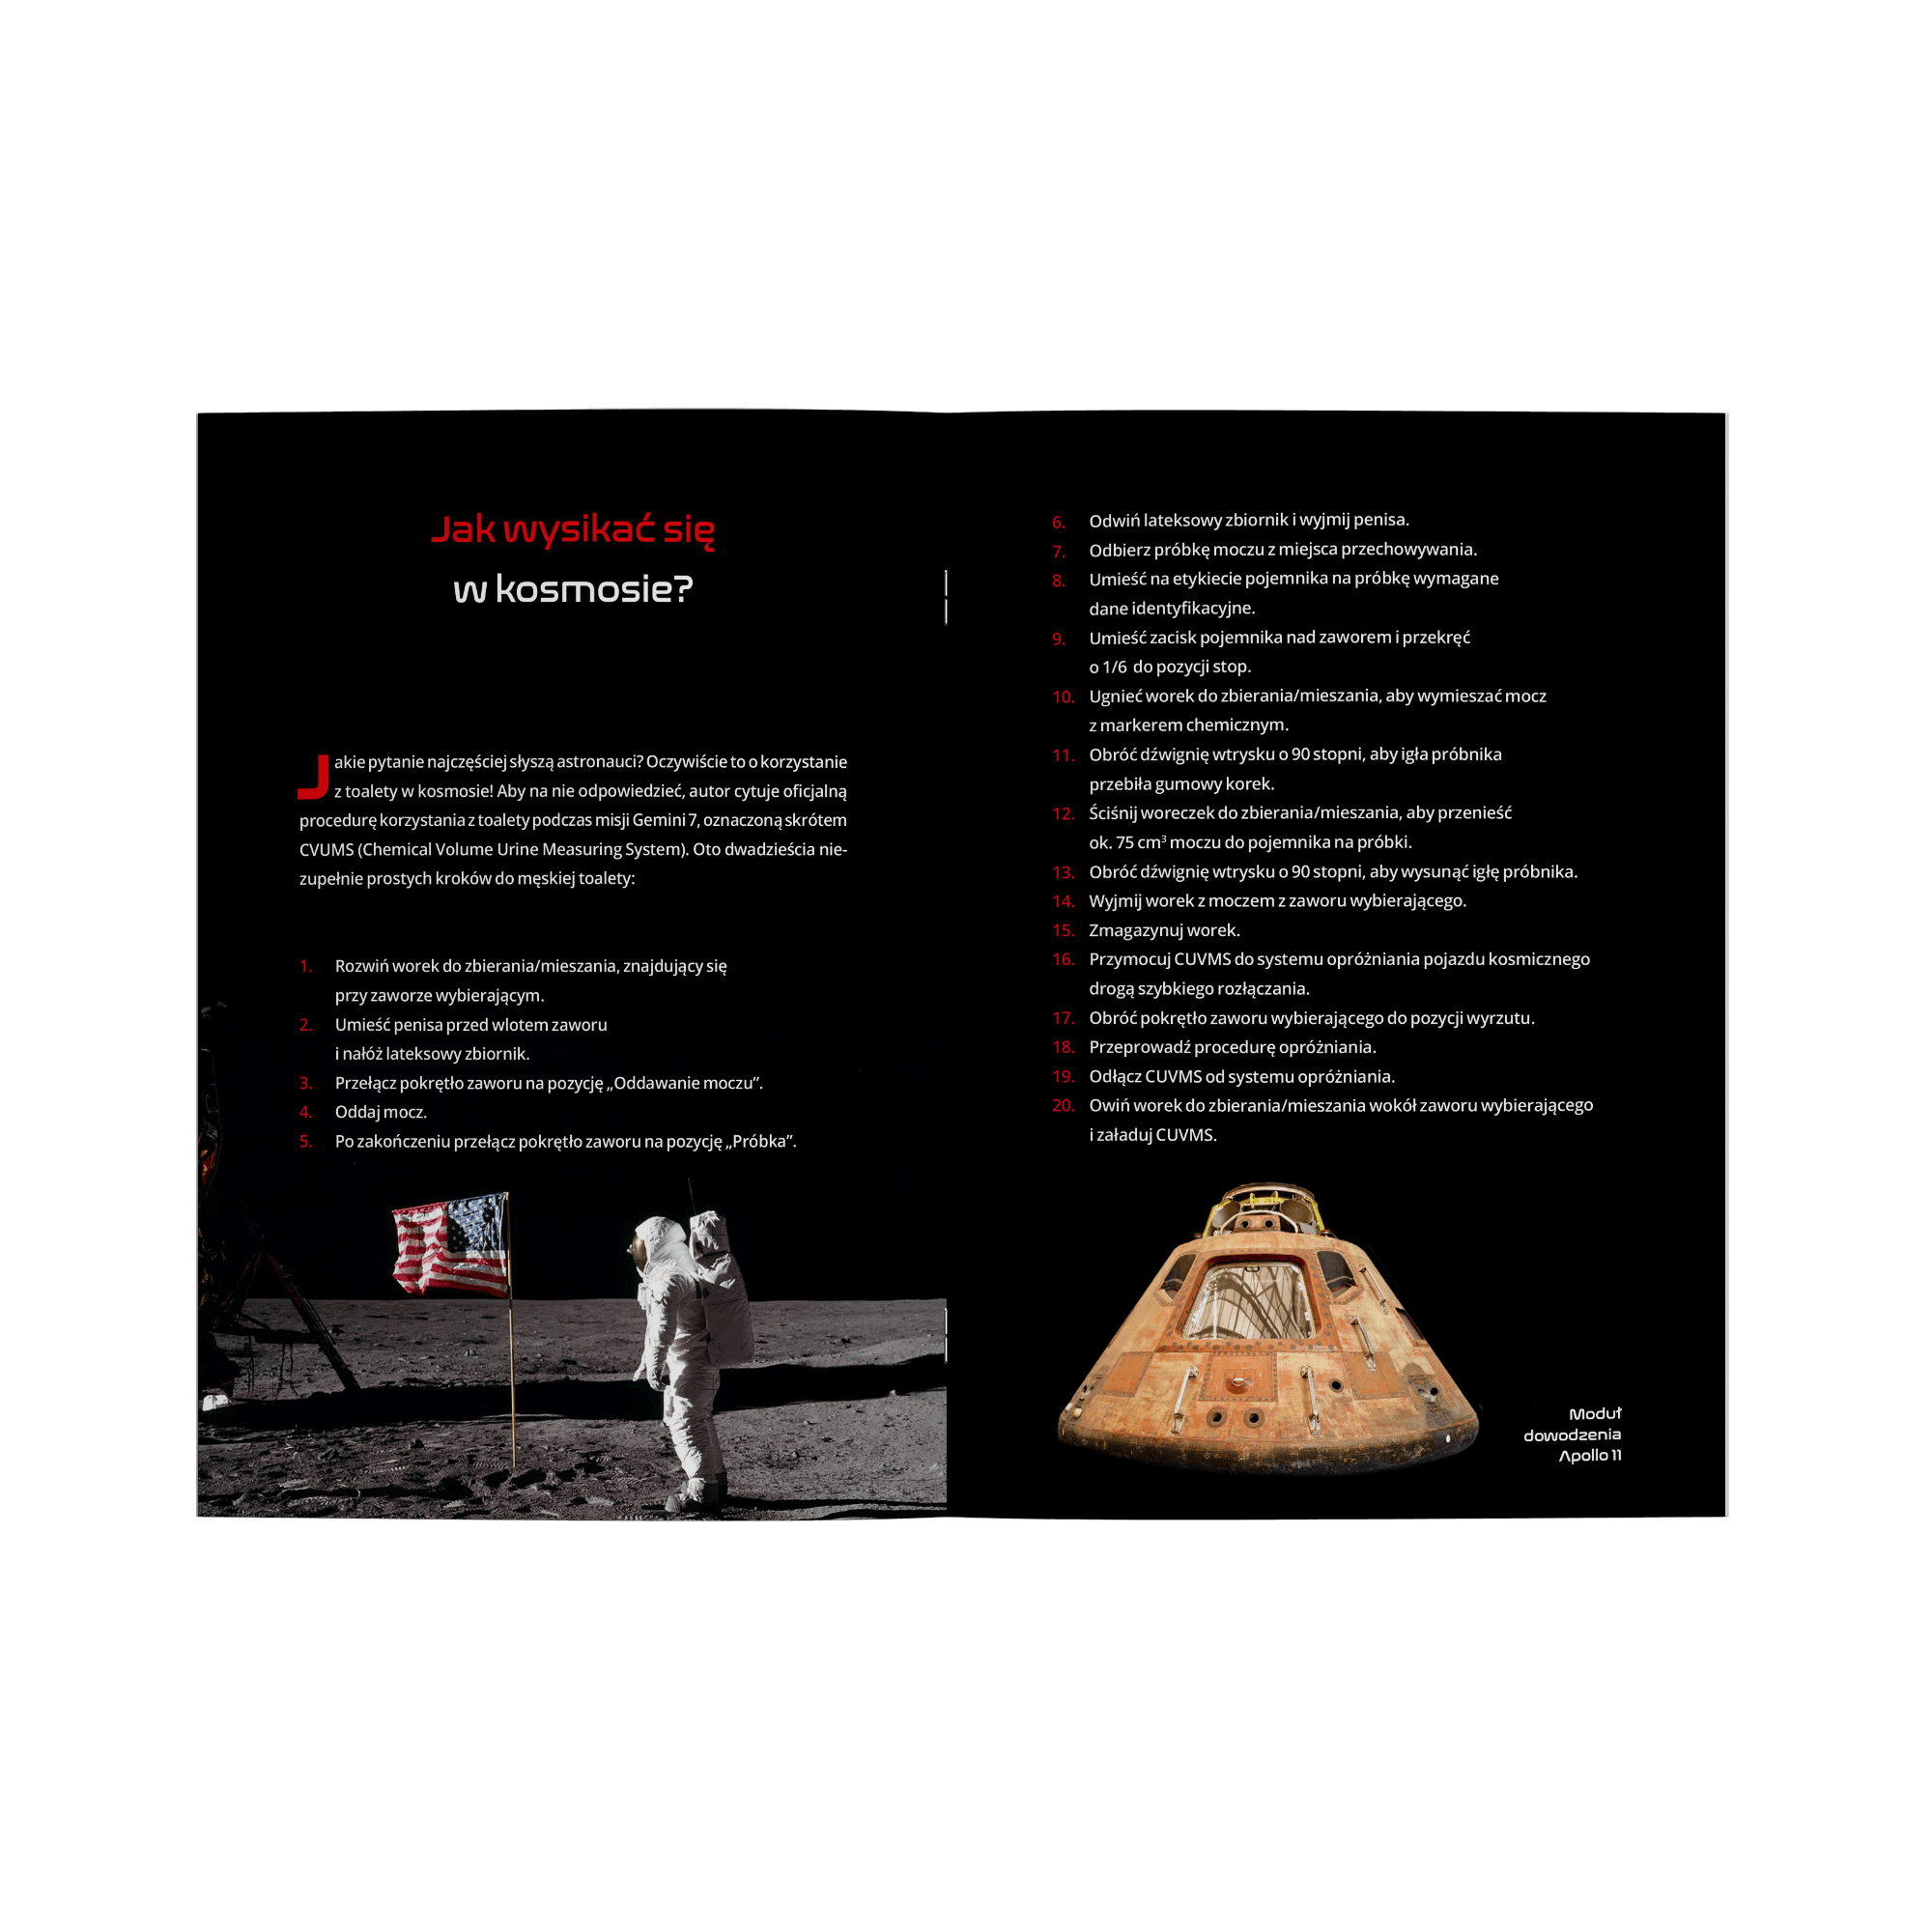 Jak wysikać się
w kosmosie?
Jakie pytanie najczęściej słyszą astronauci? Oczywiście to o korzystanie
z toalety w kosmosie! Aby na nie odpowiedzieć, autor cytuje oficjalną
procedurę korzystania z toalety podczas misji Gemini 7, oznaczoną skrótem
CVUMS (Chemical Volume Urine Measuring System). Oto dwadzieścia nie-
zupełnie prostych kroków do męskiej toalety:
1. Rozwiń worek do zbierania/mieszania, znajdujący się
przy zaworze wybierającym.
2. Umieść penisa przed wlotem zaworu
i nałóż lateksowy zbiornik.
3. Przełącz pokrętło zaworu na pozycję „Oddawanie moczu”.
4. Oddaj mocz.
5. Po zakończeniu przełącz pokrętło zaworu na pozycję „Próbka”.
6. Odwiń lateksowy zbiornik i wyjmij penisa.
7. Odbierz próbkę moczu z miejsca przechowywania.
8. Umieść na etykiecie pojemnika na próbkę wymagane
dane identyfikacyjne.
9. Umieść zacisk pojemnika nad zaworem i przekręć
o 1/6 do pozycji stop.
10. Ugnieć worek do zbierania/mieszania, aby wymieszać mocz
z markerem chemicznym.
11. Obróć dźwignię wtrysku o 90 stopni, aby igła próbnika
przebiła gumowy korek.
12. Ściśnij woreczek do zbierania/mieszania, aby przenieść
ok. 75 cm³ moczu do pojemnika na próbki.
13. Obróć dźwignię wtrysku o 90 stopni, aby wysunąć igłę próbnika.
14. Wyjmij worek z moczem z zaworu wybierającego.
15. Zmagazynuj worek.
16. Przymocuj CUVMS do systemu opróżniania pojazdu kosmicznego
drogą szybkiego rozłączania.
17. Obróć pokrętło zaworu wybierającego do pozycji wyrzutu.
18. Przeprowadź procedurę opróżniania.
19. Odłącz CUVMS od systemu opróżniania.
20. Owiń worek do zbierania/mieszania wokół zaworu wybierającego
i załaduj CUVMS.
Moduł
dowodzenia
Apollo 11